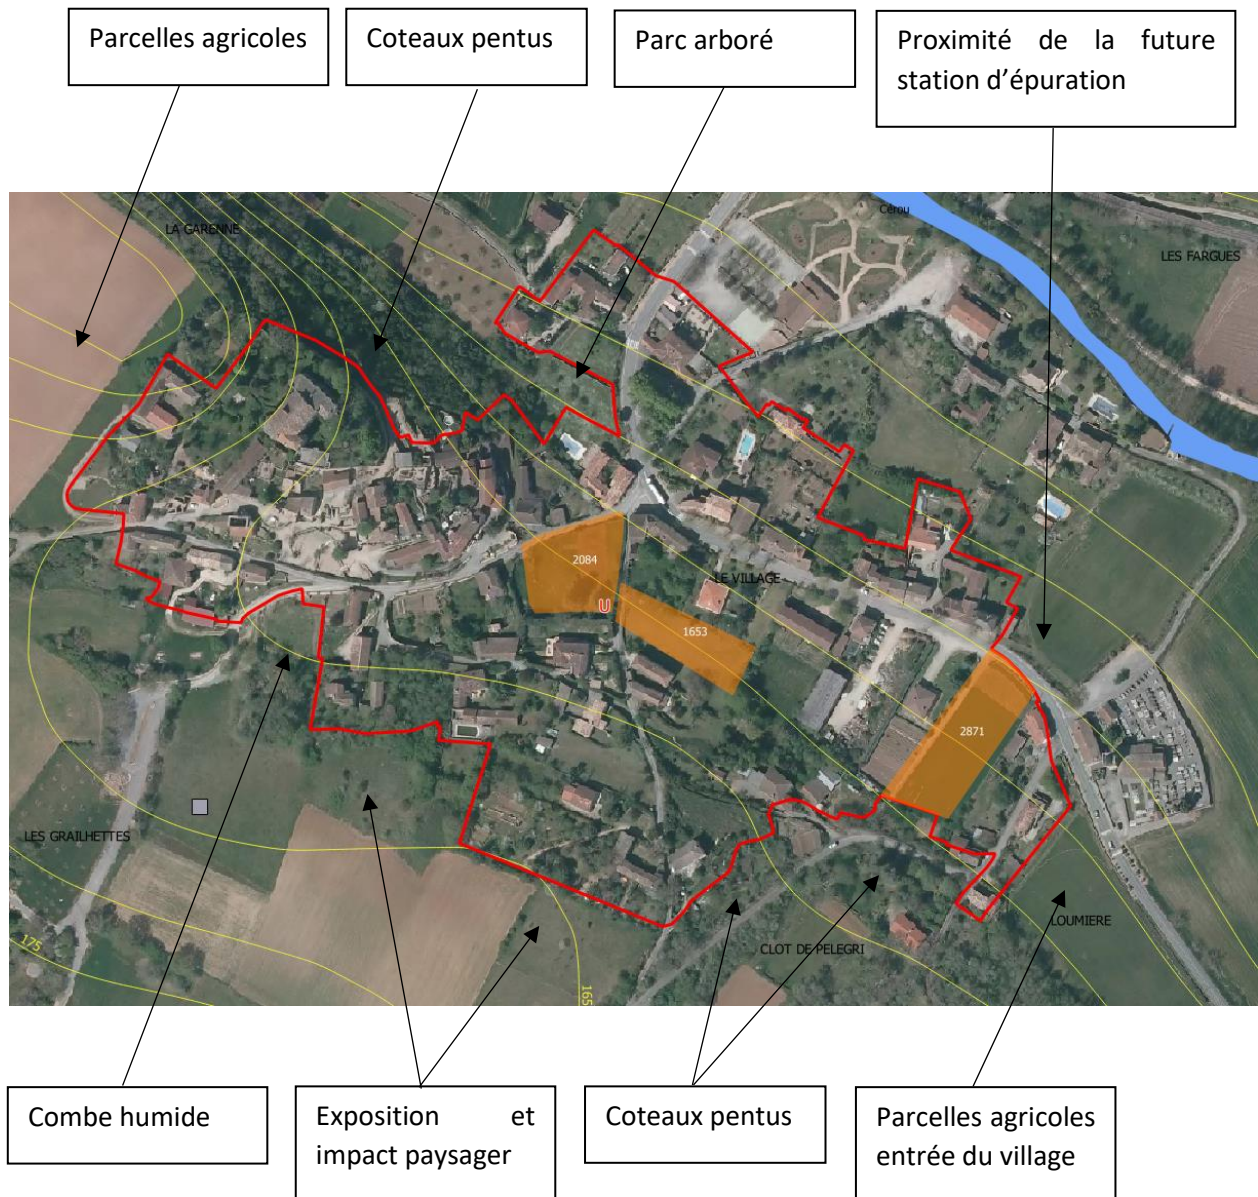 Parcelles agricoles
Coteaux pentus
Parc arboré
Proximité de la future
station d'épuration
LA GARENNE
Cérou
LES FARGUES
2084
LE VILLAGE
U
1653
2871
LES GRAILHETTES
LOUMIERE
CLOT DE PELEGRI
175
165
Combe humide
Exposition et
impact paysager
Coteaux pentus
Parcelles agricoles
entrée du village